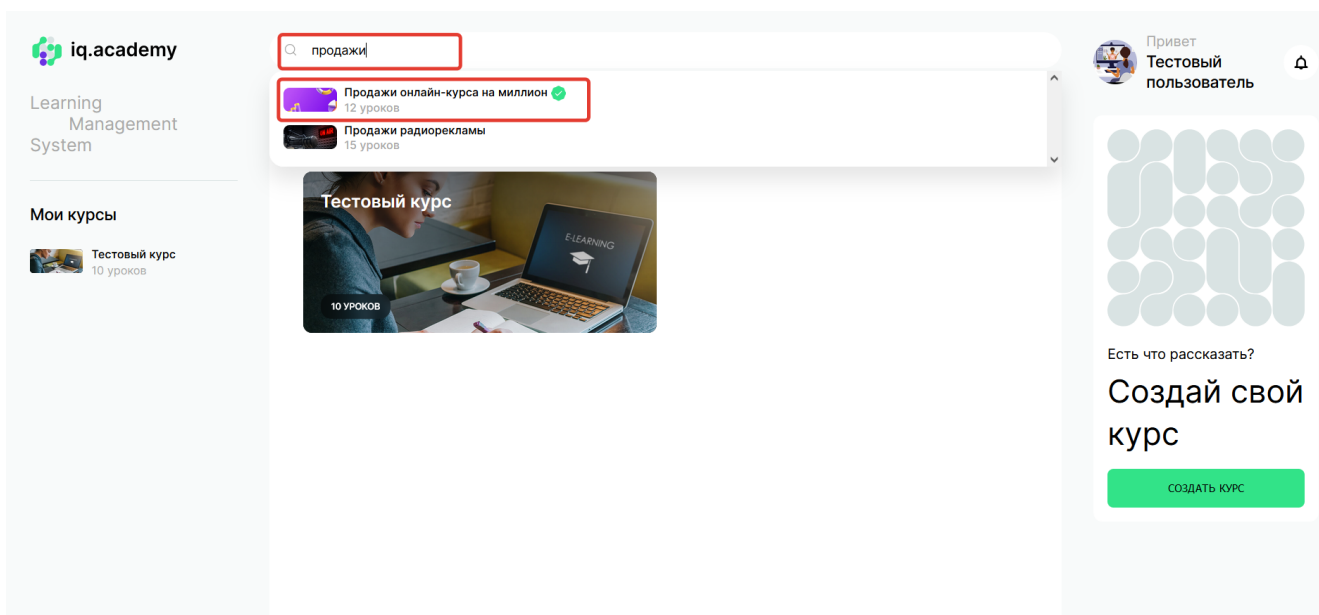 iq.academy
Learning
Management
System
Мои курсы
Тестовый курс
10 уроков
продажи
Продажи онлайн-курса на миллион
12 уроков
Продажи радиорекламы
15 уроков
Тестовый курс
E-LEARNING
10 УРОКОВ
Привет
Тестовый
пользователь
Есть что рассказать?
Создай свой
курс
СОЗДАТЬ КУРС